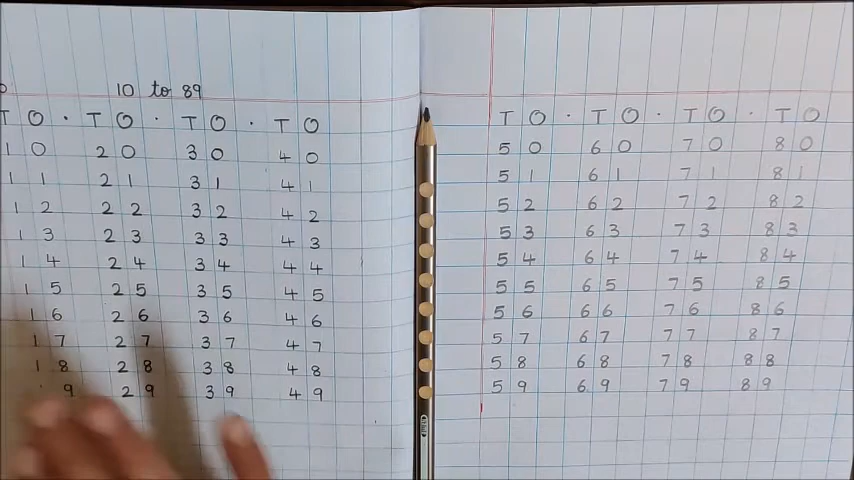 10 to 89
T O . T O . T O . T O
1 0 2 0 3 0 4 0
1 1 2 1 3 1 4 1
1 2 2 2 3 2 4 2
1 3 2 3 3 3 4 3
1 4 2 4 3 4 4 4
1 5 2 5 3 5 4 5
1 6 2 6 3 6 4 6
1 7 2 7 3 7 4 7
1 8 2 8 3 8 4 8
9 2 9 3 9 4 9
T O . T O . T O . T O
5 0 6 0 7 0 8 0
5 1 6 1 7 1 8 1
5 2 6 2 7 2 8 2
5 3 6 3 7 3 8 3
5 4 6 4 7 4 8 4
5 5 6 5 7 5 8 5
5 6 6 6 7 6 8 6
5 7 6 7 7 7 8 7
5 8 6 8 7 8 8 8
5 9 6 9 7 9 8 9